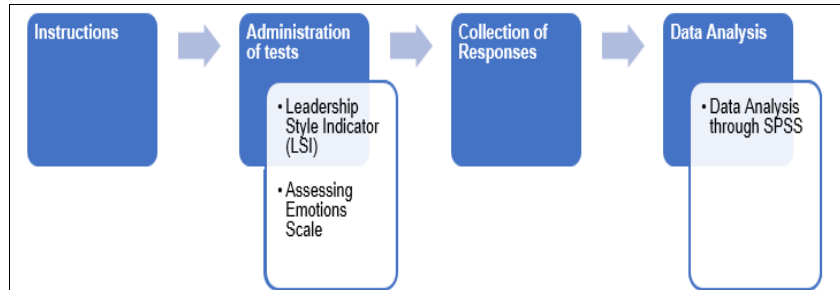 Instructions
Administration
of tests
• Leadership
Style Indicator
(LSI)
• Assessing
Emotions
Scale
Collection of
Responses
Data Analysis
• Data Analysis
through SPSS